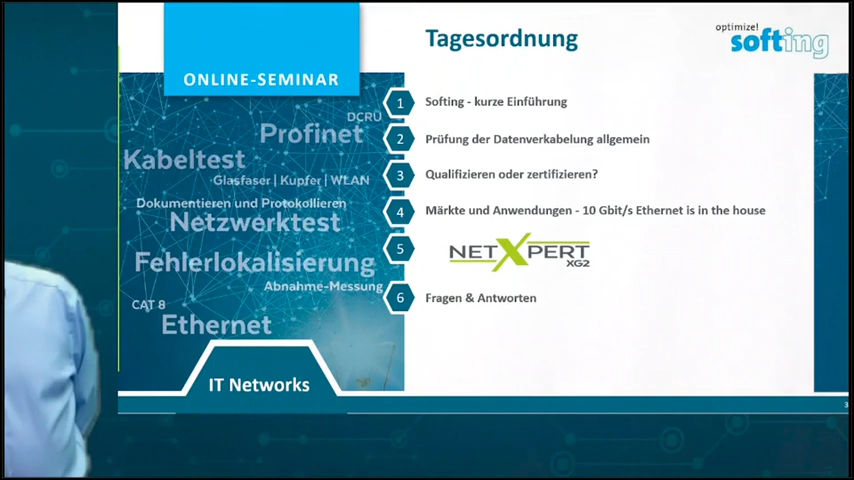 optimize!
softing
Tagesordnung
ONLINE-SEMINAR
1 Softing - kurze Einführung
2 Prüfung der Datenverkabelung allgemein
3 Qualifizieren oder zertifizieren?
4 Märkte und Anwendungen - 10 Gbit/s Ethernet is in the house
5 NETXPERT XG2
6 Fragen & Antworten
DCRU
Profinet
Kabeltest
Glasfaser | Kupfer | WLAN
Dokumentieren und Protokollieren
Netzwerktest
Fehlerlokalisierung
Abnahme-Messung
CAT 8
Ethernet
IT Networks
3